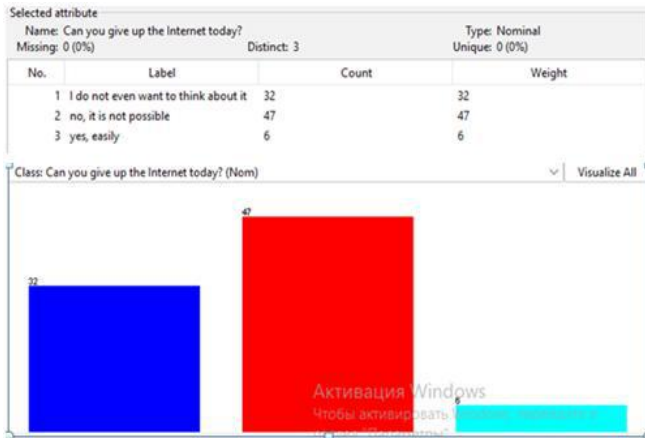 Selected attribute
Name: Can you give up the Internet today? Type: Nominal
Missing: 0 (0%) Distinct: 3 Unique: 0 (0%)
No. Label Count Weight
1 I do not even want to think about it 32 32
2 no, it is not possible 47 47
3 yes, easily 6 6
Class: Can you give up the Internet today? (Nom) Visualize All
47
32
6
Активация Windows
Чтобы активировать